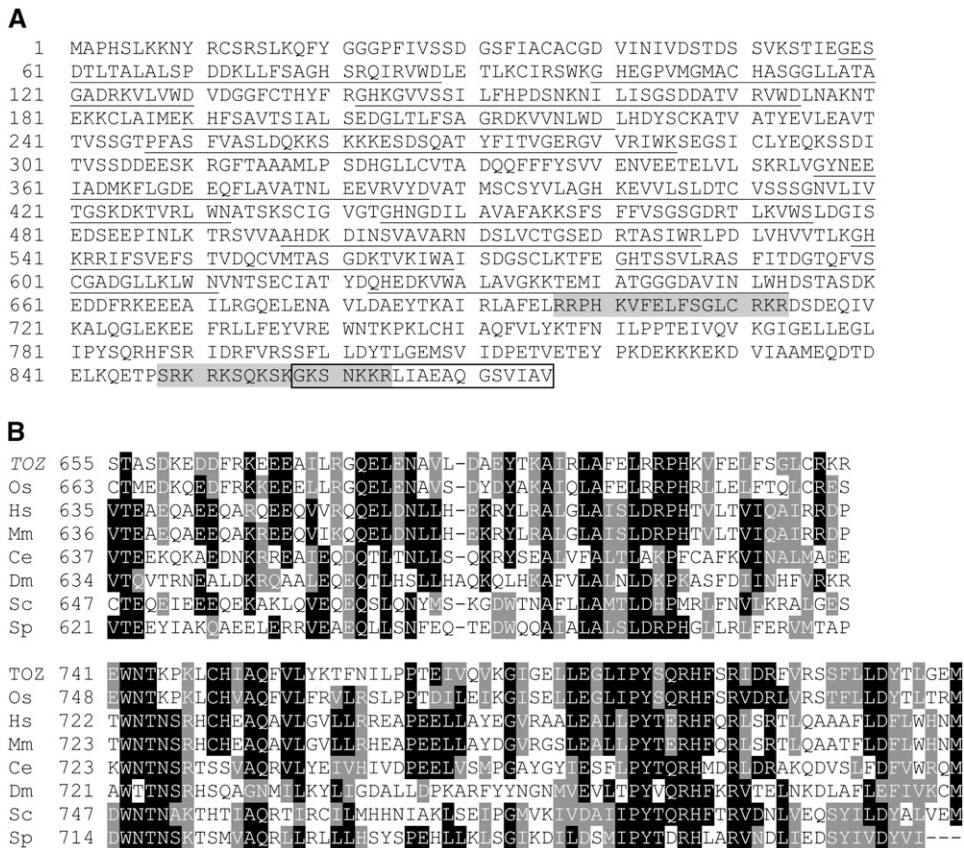 A
1 MAPHSLKKNY RCSRSLKQFY GGGPFIVSSD GSFIACACGD VINIVDSTDS SVKSTIEGES
61 DTLTALALSP DDKLLFSAGH SRQIRVWDLE TLKCIRSWKG HEGPVMGMAC HASGGLLATA
121 GADRKVLVWD VDGGFCTHYF RGHKGVVSSI LFHPDSNKNI LISGSDDATV RVWDLNAKNT
181 EKKCLAIMEK HFSAVTSIAL SEDGLTLFSA GRDKVVNLWD LHDYSCKATV ATYEVLEAVT
241 TVSSGTPFAS FVASLDQKKS KKKESDSQAT YFITVGERGV VRIWKSEGSI CLYEQKSSDI
301 TVSSDDEESK RGFTAAAMLP SDHGLLCVTA DQQFFFYSVV ENVEETELVL SKRLVGYNEE
361 IADMKFLGDE EQFLAVATNL EEVRVYDVAT MSCSYVLAGH KEVVLSLDTC VSSSGNVLIV
421 TGSKDKTVRL WNATSKSCIG VGTGHNGDIL AVAFAKKSFS FFVSGSGDRT LKVWSLDGIS
481 EDSEEPINLK TRSVVAAHDK DINSVAVARN DSLVCTGSED RTASIWRLPD LVHVVTLKGH
541 KRRIFSVEFS TVDQCVMTAS GDKTVKIWAI SDGSCLKTFE GHTSSVLRAS FITDGTQFVS
601 CGADGLLKLW NVNTSECIAT YDQHEDKVWA LAVGKKTEMI ATGGGDAVIN LWHDSTASDK
661 EDDFRKEEEA ILRGQELENA VLDAEYTKAI RLAFELRRPH KVFELFSGLC RKRDSDEQIV
721 KALQGLEKEE FRLLFEYVRE WNTKPKLCHI AQFVLYKTFN ILPPTEIVQV KGIGELLEGL
781 IPYSQRHFSR IDRFVRSSFL LDYTLGEMSV IDPETVETEY PKDEKKKEKD VIAAMEQDTD
841 ELKQETPSRK RKSQKSKGKS NKKRLIAEAQ GSVIAV
B
TOZ 655 STASDKEDDFRKEEEAILRGQELENAVL-DAEYTKAIRLAFELRRPHKVFELFSGLCRKR
Os 663 CTMEDKQEDFRKKEEELLRGQELENAVS-DYDYAKAIQLAFELRRPHRLLELFTQLCRES
Hs 635 VTEAEQAEEQARQEEQVVRQQELDNLLH-EKRYLRALGLAISLDRPHTVLTVIQAIRRDP
Mm 636 VTEAEQAEEQAKREEQVIKQQELDNLLH-EKRYLRALGLAISLDRPHTVLTVIQAIRRDP
Ce 637 VTEEKQKAEDNKRREAIEQDQTLTNLLS-QKRYSEALVFALTLAKPFCAFKVINALMAEE
Dm 634 VTQVTRNEALDKRQAALEQEQTLHSLLHAQKQLHKAFVLALNLDKPKASFDIINHFVRKR
Sc 647 CTEQEIEEEQEKAKLQVEQEQSLQNYMS-KGDWTNAFLLAMTLDHPMRLFNVLKRALGES
Sp 621 VTEEYIAKQAEELERRVEAEQLLSNFEQ-TEDWQQAIALALSLDRPHGLLRLFERVMTAP
TOZ 741 EWNTKPKLCHIAQFVLYKTFNILPPTEIVQVKGIGELLEGLIPYSQRHFSRIDRFVRSSFLLDYTLGEM
Os 748 EWNTKPKLCHVAQFVLFRVLRSLPPTDILEIKGISELLEGLIPYSQRHFSRVDRLVRSTFLLDYTLTRM
Hs 722 TWNTNSRHCHEAQAVLGVLLRREAPEELLAYEGVRAALEALLPYTERHFQRLSRTLQAAAFLDFLWHNM
Mm 723 TWNTNSRHCHEAQAVLGVLLRHEAPEELLAYDGVRGSLEALLPYTERHFQRLSRTLQAATFLDFLWHNM
Ce 723 KWNTNSRTSSVAQRVLYEIVHIVDPEELVSMPGAYGYIESFLPYTQRHMDRLDRAKQDVSLFDFVWRQM
Dm 721 AWTTNSRHSQAGNMILKYLIGDALLDPKARFYYNGNMVEVLTPYVQRHFKRVTELNKDLAFLEFIVKCM
Sc 747 DWNTNAKTHTIAQRTIRCILMHHNIAKLSEIPGMVKIVDAIIPYTQRHFTRVDNLVEQSYILDYALVEM
Sp 714 DWNTNSKTSMVAQRLLRLLLHSYSPEHLLKLSGIKDILDSMIPYTDRHLARVNDLIEDSYIVDYVI---